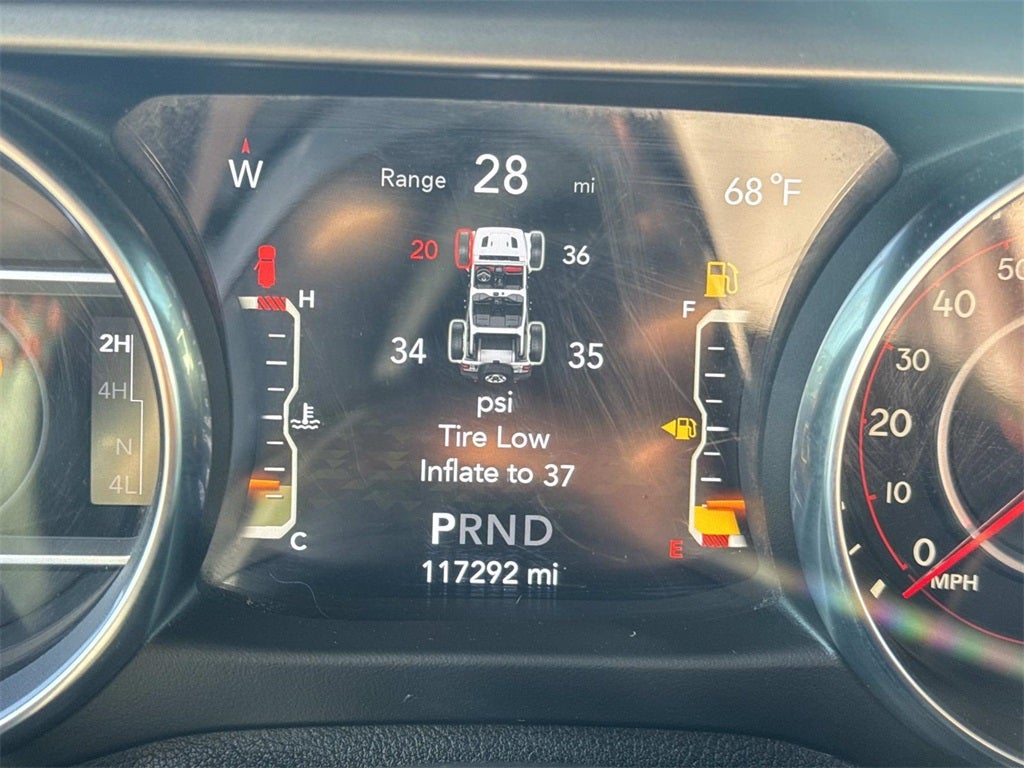 W
Range 28 mi
68 °F
20 36
H
F
34 35
psi
Tire Low
Inflate to 37
C
E
PRND
117292 mi
2H
4H
N
4L
50
40
30
20
10
0
MPH